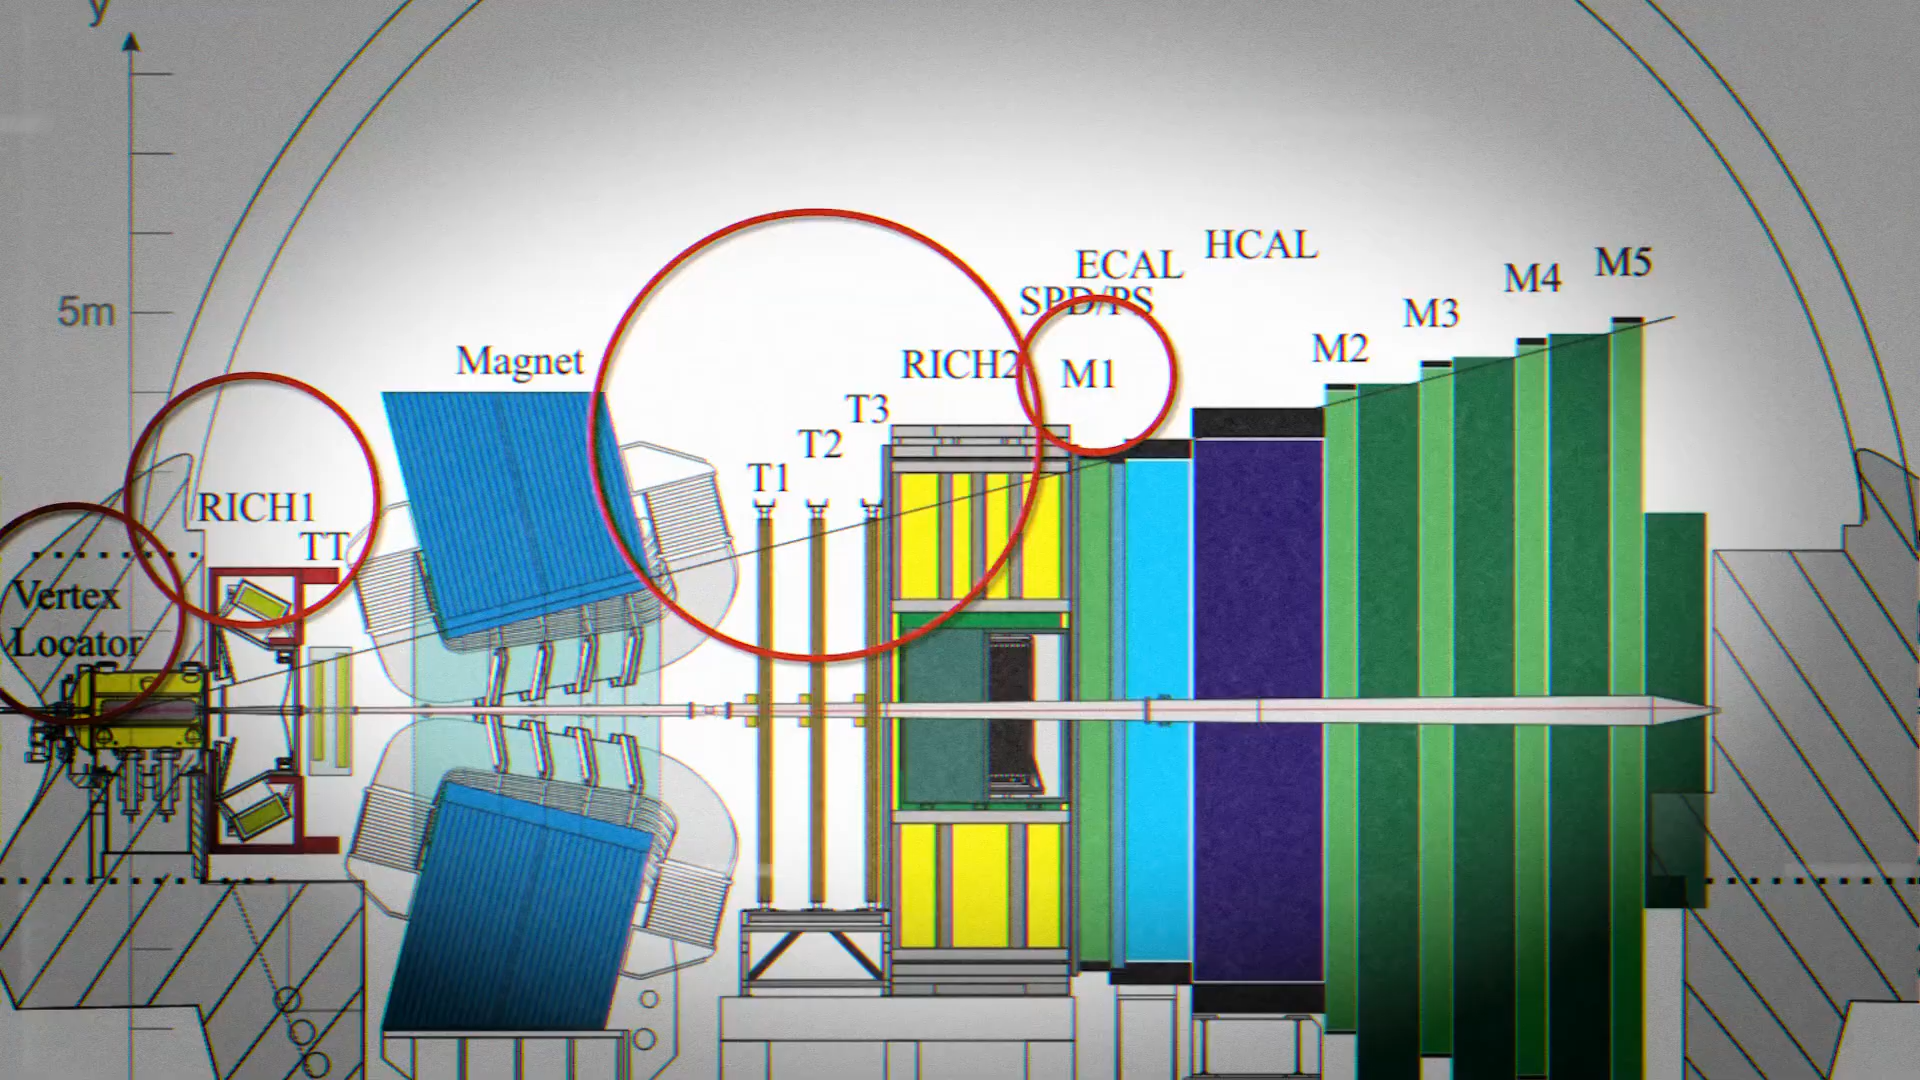 y
5m
Vertex
Locator
RICH1
TT
Magnet
T1
T2
T3
RICH2
M1
SPD/PS
ECAL
HCAL
M2
M3
M4
M5